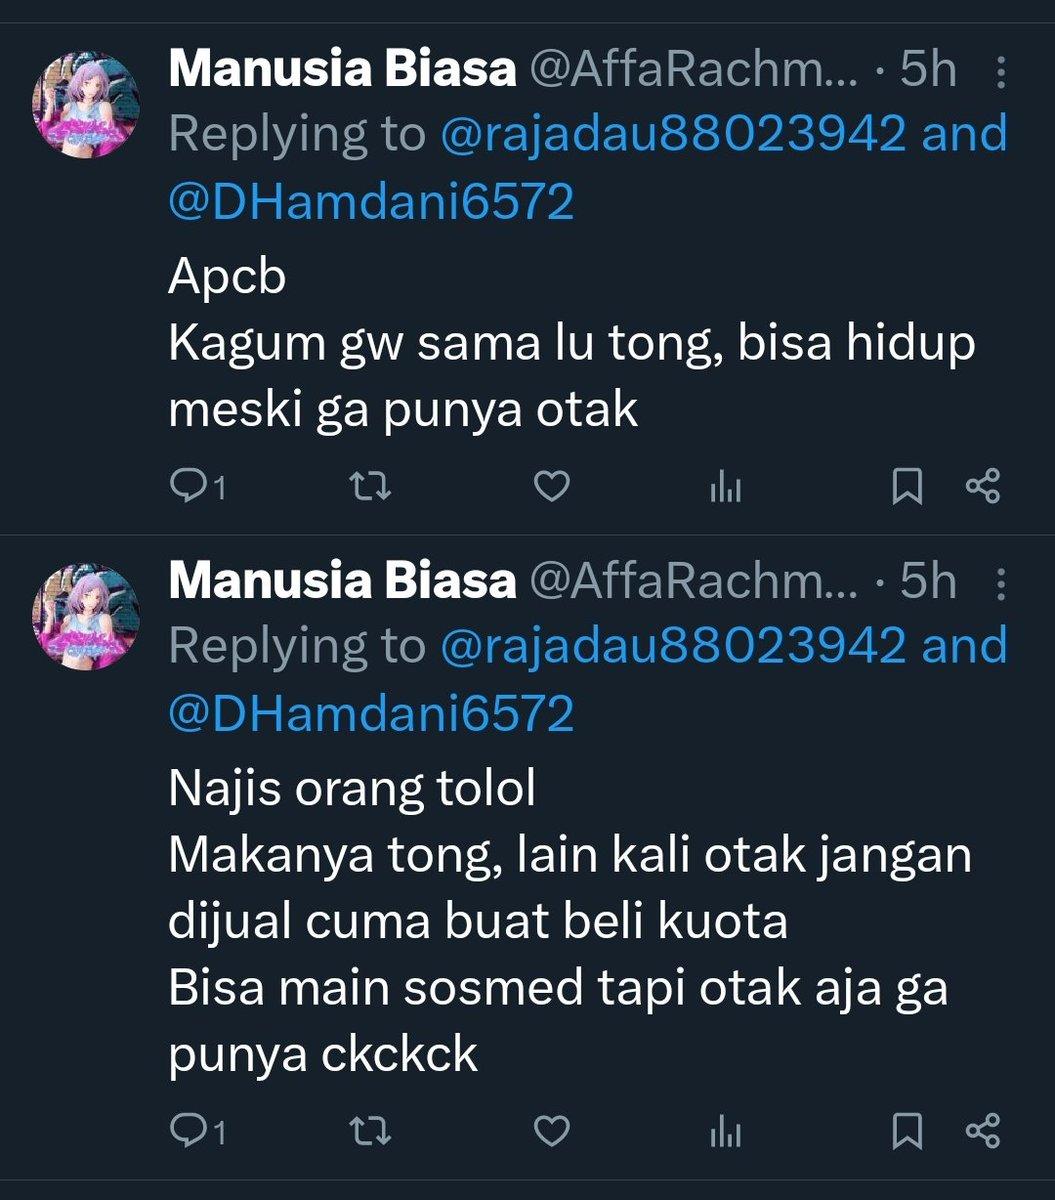 Manusia Biasa @AffaRachm... · 5h
Replying to @rajadau88023942 and
@DHamdani6572
Apcb
Kagum gw sama lu tong, bisa hidup
meski ga punya otak
1
Manusia Biasa @AffaRachm... · 5h
Replying to @rajadau88023942 and
@DHamdani6572
Najis orang tolol
Makanya tong, lain kali otak jangan
dijual cuma buat beli kuota
Bisa main sosmed tapi otak aja ga
punya ckckck
1